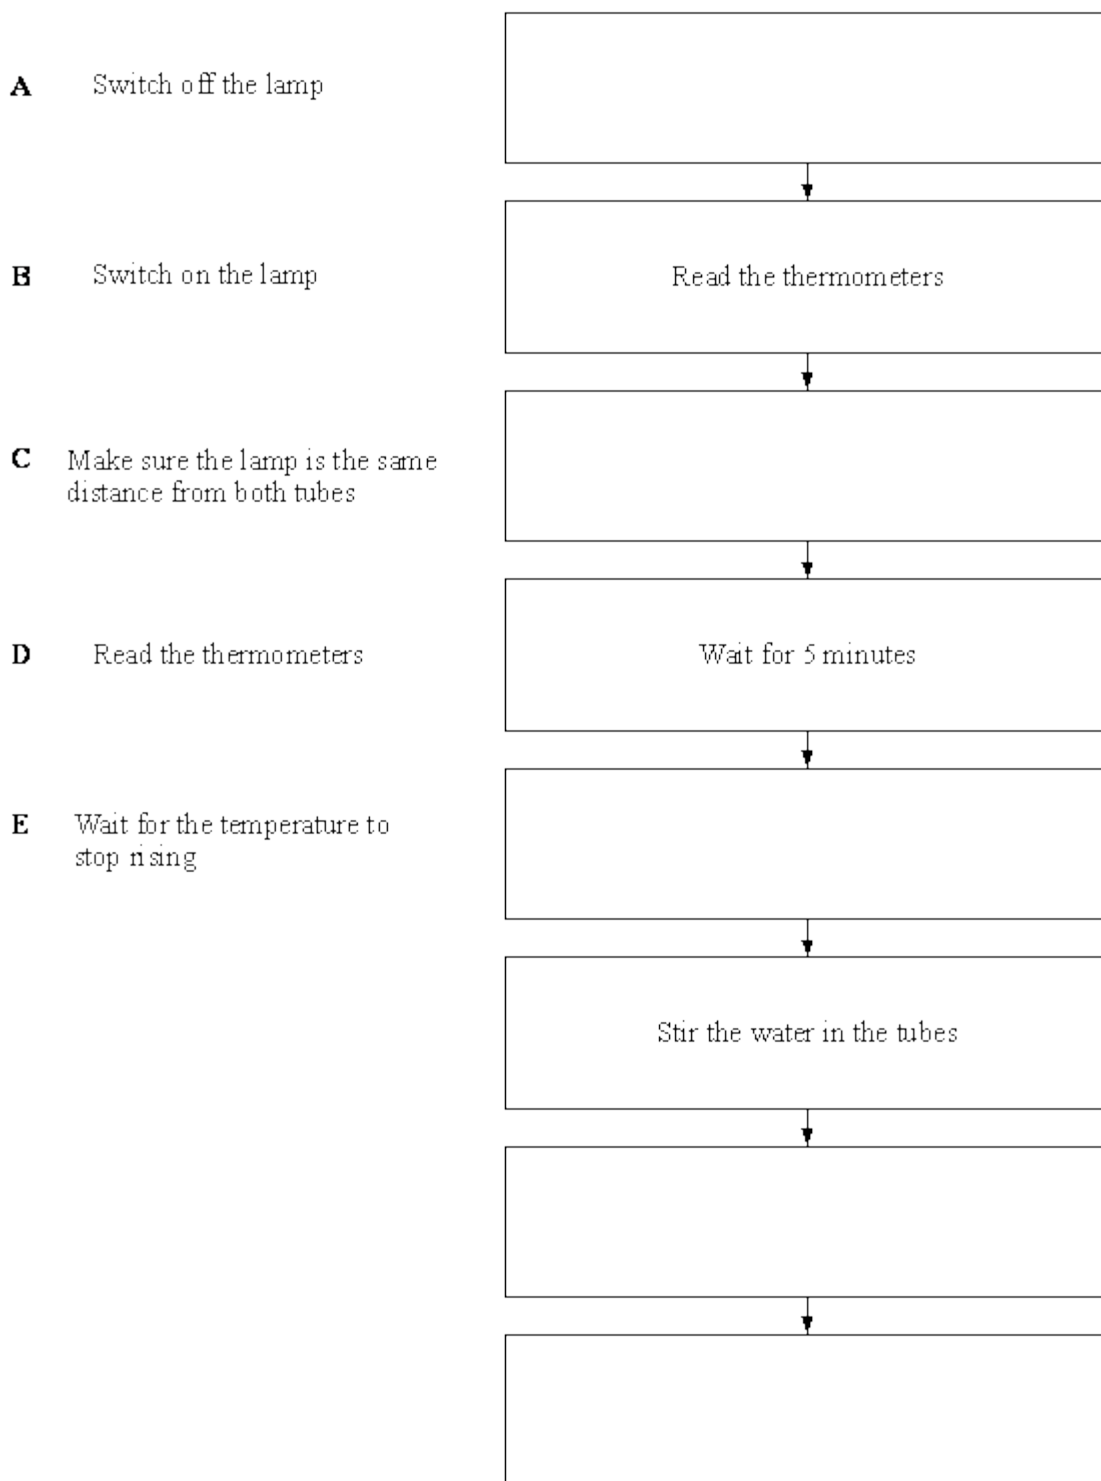 A Switch off the lamp
B Switch on the lamp
Read the thermometers
C Make sure the lamp is the same
distance from both tubes
D Read the thermometers
Wait for 5 minutes
E Wait for the temperature to
stop rising
Stir the water in the tubes